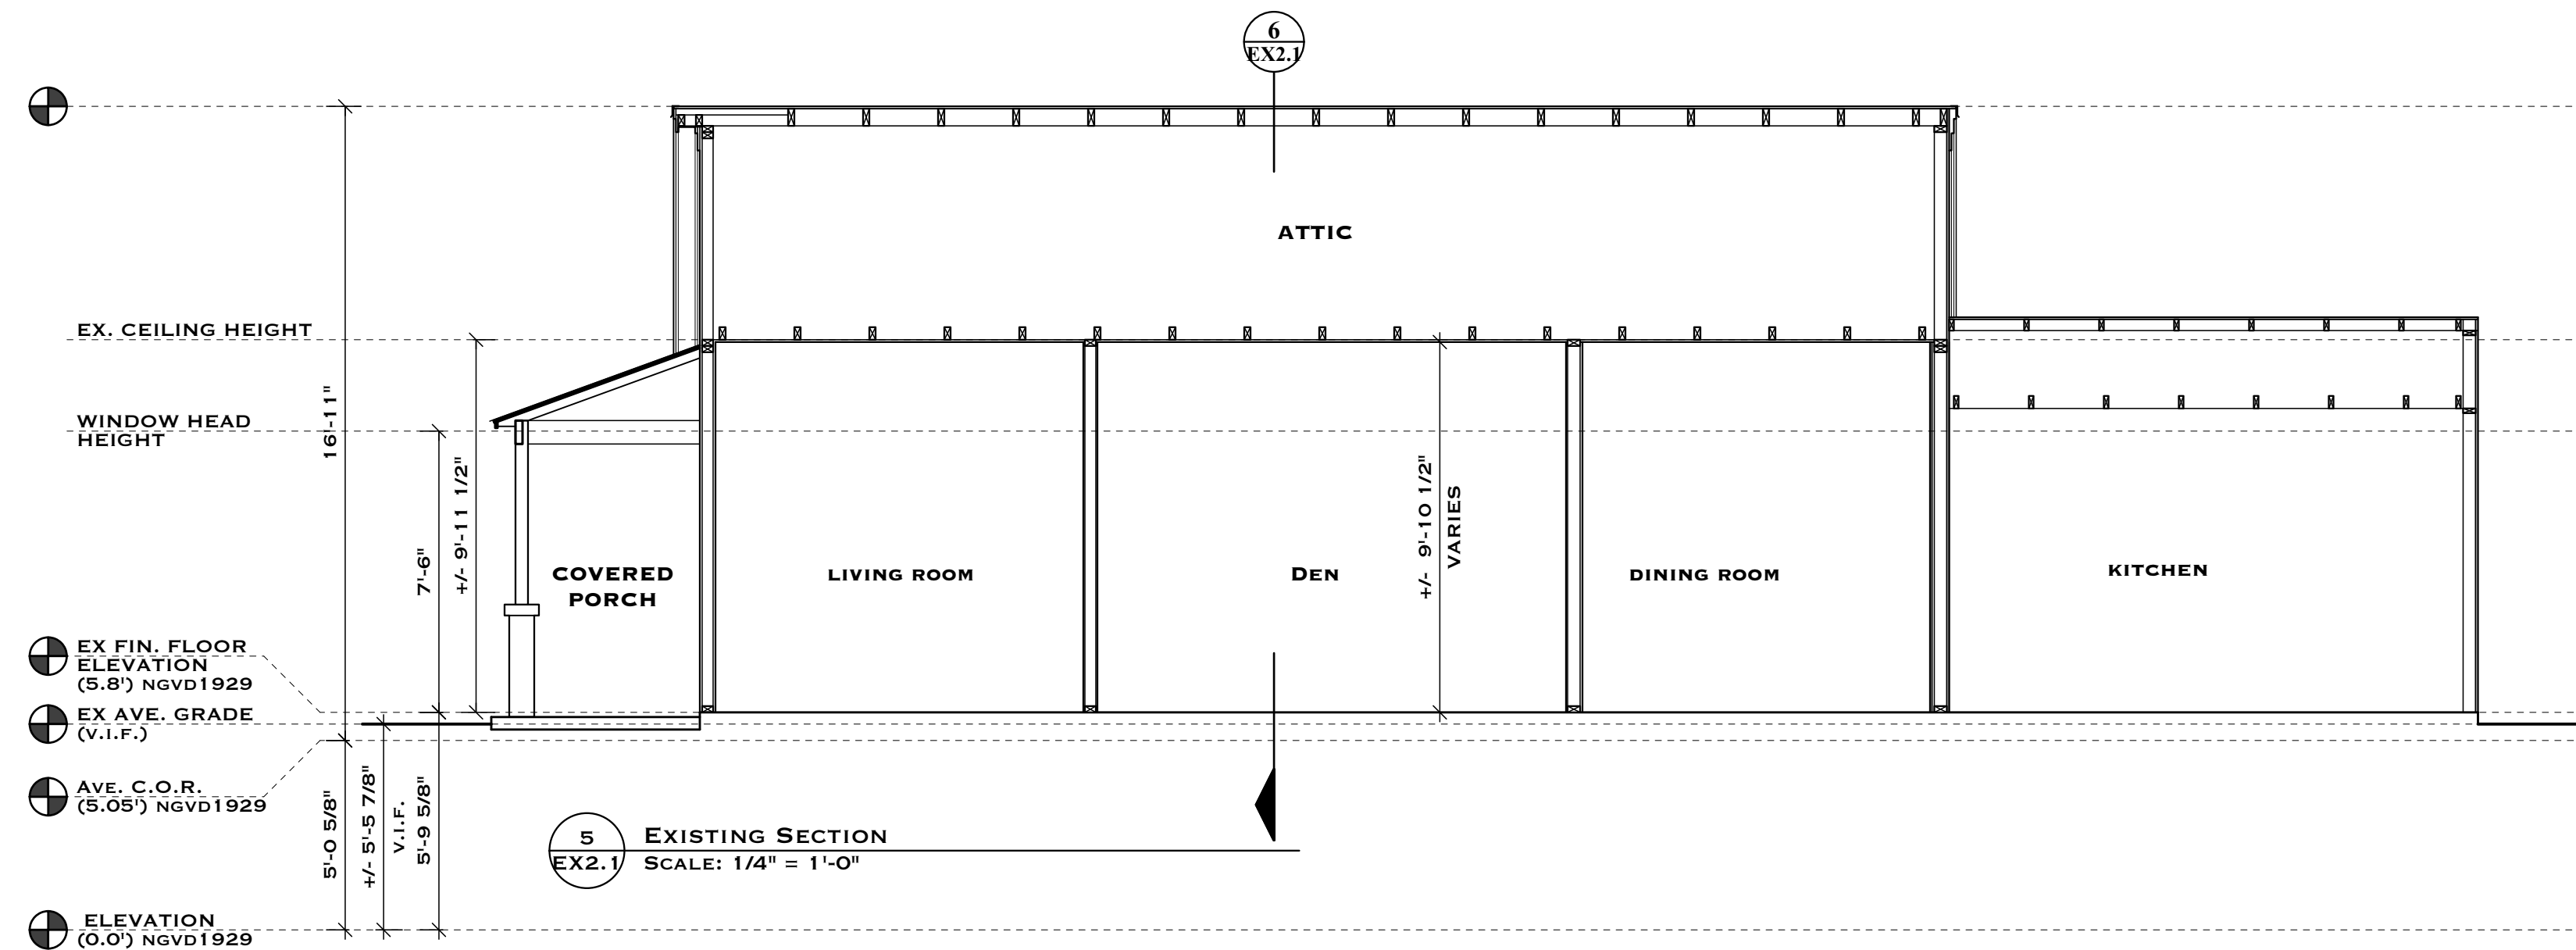 6
EX2.1
ATTIC
EX. CEILING HEIGHT
WINDOW HEAD
HEIGHT
16'-11"
7'-6"
+/- 9'-11 1/2"
+/- 9'-10 1/2"
VARIES
COVERED
PORCH
LIVING ROOM
DEN
DINING ROOM
KITCHEN
EX FIN. FLOOR
ELEVATION
(5.8') NGVD1929
EX AVE. GRADE
(V.I.F.)
AVE. C.O.R.
(5.05') NGVD1929
5'-0 5/8"
+/- 5'-5 7/8"
V.I.F.
5'-9 5/8"
5
EX2.1
EXISTING SECTION
SCALE: 1/4" = 1'-0"
ELEVATION
(0.0') NGVD1929